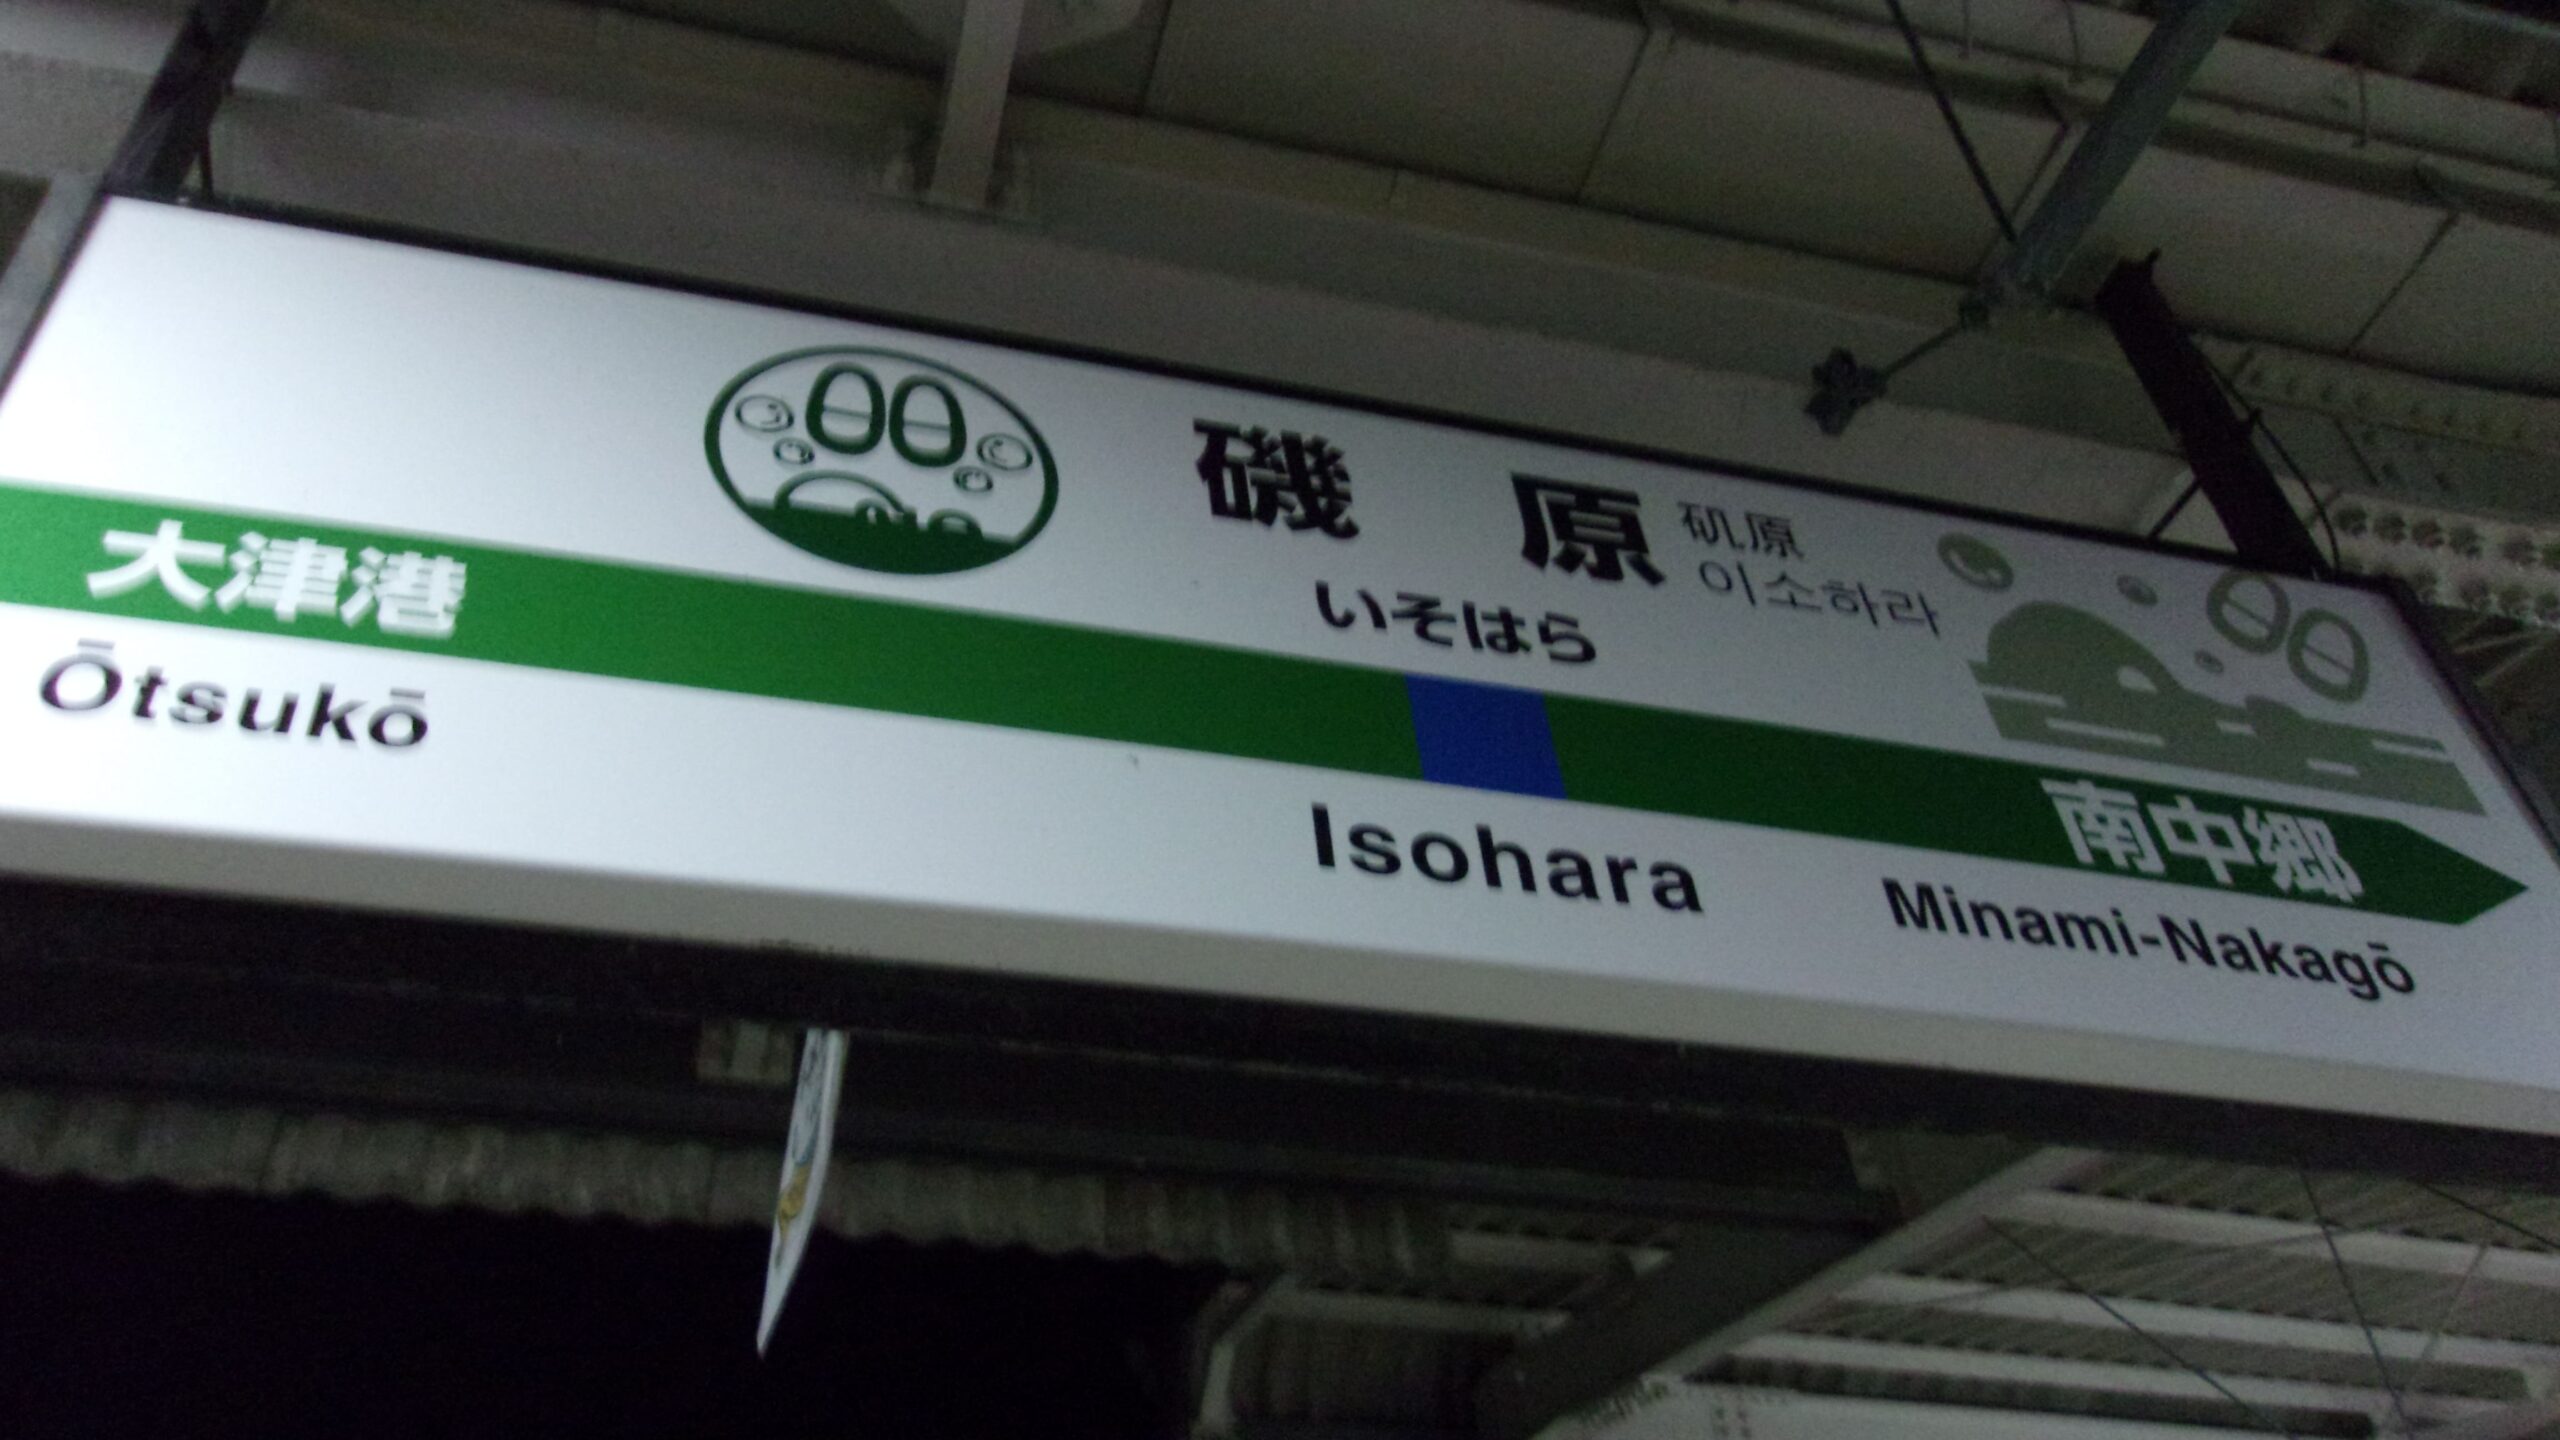 磯原
矶原
이소하라
いそはら
大津港
南中郷
Ōtsukō
Isohara
Minami-Nakagō